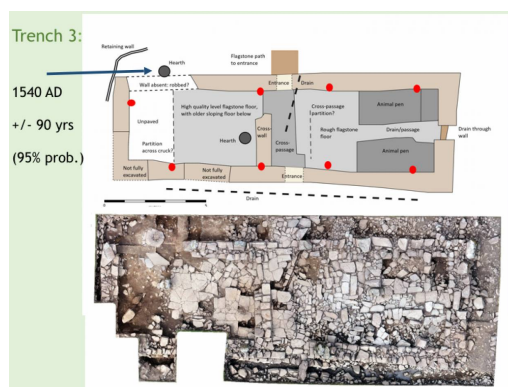 Trench 3:
1540 AD
+/- 90 yrs
(95% prob.)
Retaining wall
Hearth
Flagstone path
to entrance
Wall absent: robbed?
Entrance
Drain
Unpaved
High quality level flagstone floor,
with older sloping floor below
Hearth
Cross-
wall
Cross-passage
partition?
Rough flagstone
floor
Animal pen
Drain/passage
Drain through
wall
Partition
across cruck?
Cross-
passage
Animal pen
Not fully
excavated
Not fully
excavated
Entrance
Drain